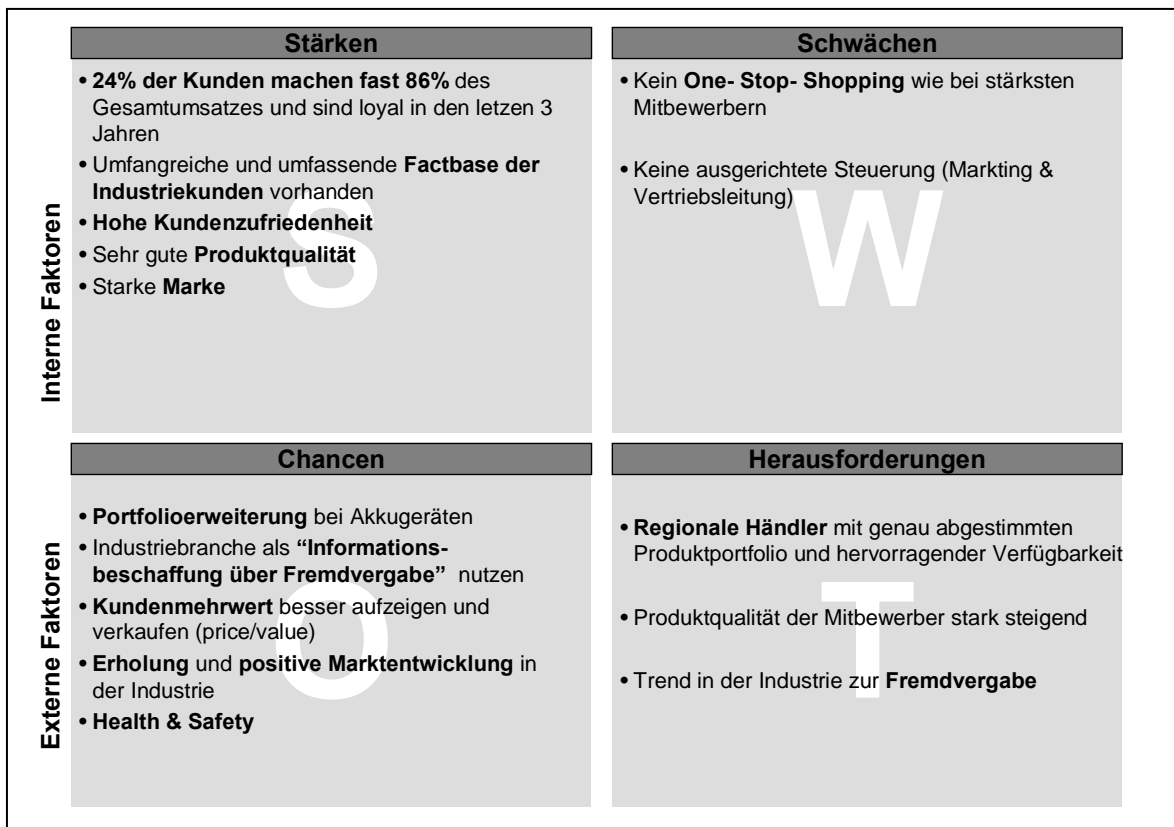 Stärken
• 24% der Kunden machen fast 86% des
Gesamtumsatzes und sind loyal in den letzen 3
Jahren
• Umfangreiche und umfassende Factbase der
Industriekunden vorhanden
• Hohe Kundenzufriedenheit
• Sehr gute Produktqualität
• Starke Marke
S
Schwächen
• Kein One- Stop- Shopping wie bei stärksten
Mitbewerbern
• Keine ausgerichtete Steuerung (Markting &
Vertriebsleitung)
W
Interne Faktoren
Chancen
• Portfolioerweiterung bei Akkugeräten
• Industriebranche als “Informations-
beschaffung über Fremdvergabe” nutzen
• Kundenmehrwert besser aufzeigen und
verkaufen (price/value)
• Erholung und positive Marktentwicklung in
der Industrie
• Health & Safety
O
Herausforderungen
• Regionale Händler mit genau abgestimmten
Produktportfolio und hervorragender Verfügbarkeit
• Produktqualität der Mitbewerber stark steigend
• Trend in der Industrie zur Fremdvergabe
T
Externe Faktoren